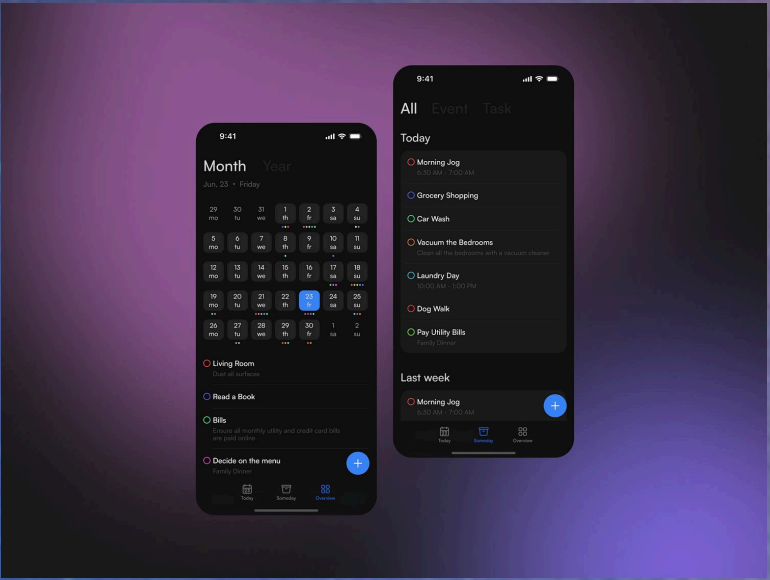 9:41
Month Year
Jun, 23 • Friday
29 30 31 1 2 3 4
mo tu we th fr sa su
5 6 7 8 9 10 11
mo tu we th fr sa su
12 13 14 15 16 17 18
mo tu we th fr sa su
19 20 21 22 23 24 25
mo tu we th fr sa su
26 27 28 29 30 1 2
mo tu we th fr sa su
Living Room
Dust all surfaces
Read a Book
Bills
Ensure all monthly utility and credit card bills
are paid online
Decide on the menu
Family Dinner
+
Today Someday Overview
9:41
All Event Task
Today
Morning Jog
6:30 AM - 7:00 AM
Grocery Shopping
Car Wash
Vacuum the Bedrooms
Clean all the bedrooms with a vacuum cleaner
Laundry Day
10:00 AM - 1:00 PM
Dog Walk
Pay Utility Bills
Family Dinner
Last week
Morning Jog
6:30 AM - 7:00 AM
+
Today Someday Overview